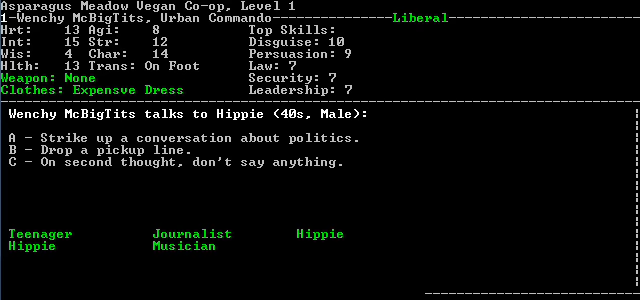 Asparagus Meadow Vegan Co-op, Level 1
1-Wenchy McBigTits, Urban Commando Liberal
Hrt: 13 Agi: 8 Top Skills:
Int: 15 Str: 12 Disguise: 10
Wis: 4 Char: 14 Persuasion: 9
Hlth: 13 Trans: On Foot Law: 7
Weapon: None Security: 7
Clothes: Expensve Dress Leadership: 7
Wenchy McBigTits talks to Hippie (40s, Male):
A - Strike up a conversation about politics.
B - Drop a pickup line.
C - On second thought, don't say anything.
Teenager Journalist Hippie
Hippie Musician